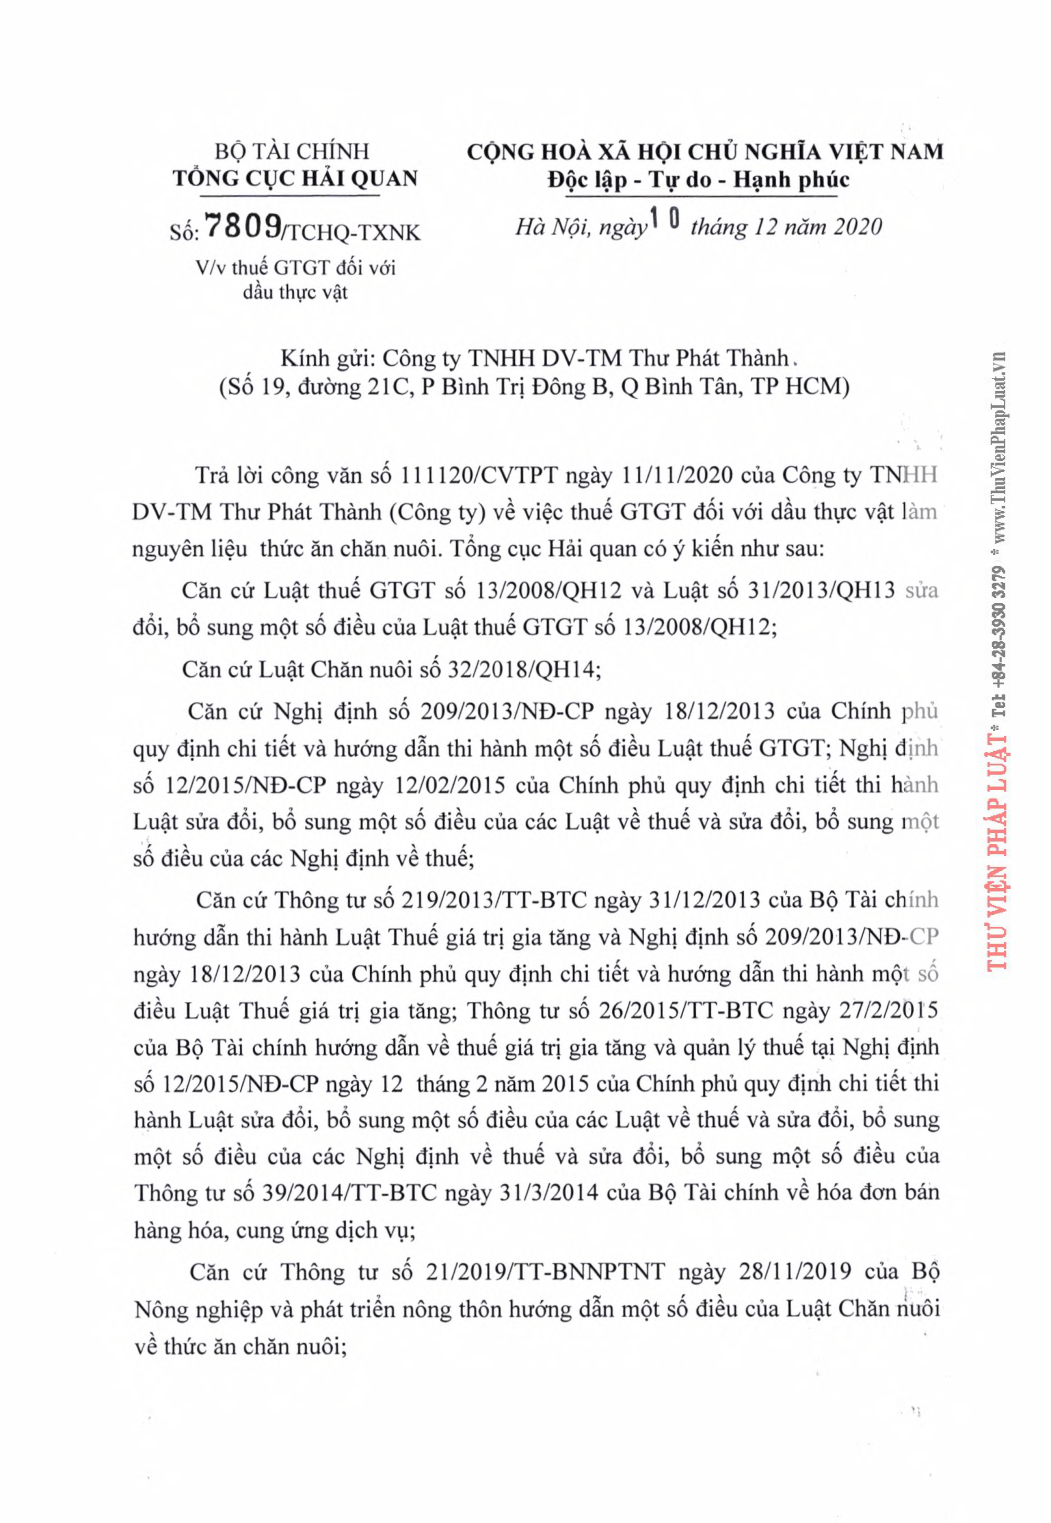 BỘ TÀI CHÍNH
TỔNG CỤC HẢI QUAN
Số: 7809/TCHQ-TXNK
V/v thuế GTGT đối với
dầu thực vật
CỘNG HOÀ XÃ HỘI CHỦ NGHĨA VIỆT NAM
Độc lập - Tự do - Hạnh phúc
Hà Nội, ngày 10 tháng 12 năm 2020
Kính gửi: Công ty TNHH DV-TM Thư Phát Thành.
(Số 19, đường 21C, P Bình Trị Đông B, Q Bình Tân, TP HCM)
Trả lời công văn số 111120/CVTPT ngày 11/11/2020 của Công ty TNHH
DV-TM Thư Phát Thành (Công ty) về việc thuế GTGT đối với dầu thực vật làm
nguyên liệu thức ăn chăn nuôi. Tổng cục Hải quan có ý kiến như sau:
Căn cứ Luật thuế GTGT số 13/2008/QH12 và Luật số 31/2013/QH13 sửa
đổi, bổ sung một số điều của Luật thuế GTGT số 13/2008/QH12;
Căn cứ Luật Chăn nuôi số 32/2018/QH14;
Căn cứ Nghị định số 209/2013/NĐ-CP ngày 18/12/2013 của Chính phủ
quy định chi tiết và hướng dẫn thi hành một số điều Luật thuế GTGT; Nghị định
số 12/2015/NĐ-CP ngày 12/02/2015 của Chính phủ quy định chi tiết thi hành
Luật sửa đổi, bổ sung một số điều của các Luật về thuế và sửa đổi, bổ sung một
số điều của các Nghị định về thuế;
Căn cứ Thông tư số 219/2013/TT-BTC ngày 31/12/2013 của Bộ Tài chính
hướng dẫn thi hành Luật Thuế giá trị gia tăng và Nghị định số 209/2013/NĐ-CP
ngày 18/12/2013 của Chính phủ quy định chi tiết và hướng dẫn thi hành một số
điều Luật Thuế giá trị gia tăng; Thông tư số 26/2015/TT-BTC ngày 27/2/2015
của Bộ Tài chính hướng dẫn về thuế giá trị gia tăng và quản lý thuế tại Nghị định
số 12/2015/NĐ-CP ngày 12 tháng 2 năm 2015 của Chính phủ quy định chi tiết thi
hành Luật sửa đổi, bổ sung một số điều của các Luật về thuế và sửa đổi, bổ sung
một số điều của các Nghị định về thuế và sửa đổi, bổ sung một số điều của
Thông tư số 39/2014/TT-BTC ngày 31/3/2014 của Bộ Tài chính về hóa đơn bán
hàng hóa, cung ứng dịch vụ;
Căn cứ Thông tư số 21/2019/TT-BNNPTNT ngày 28/11/2019 của Bộ
Nông nghiệp và phát triển nông thôn hướng dẫn một số điều của Luật Chăn nuôi
về thức ăn chăn nuôi;
THƯ VIỆN PHÁP LUẬT * Tel: +84-28-3930 3279 * www.ThuVienPhapLuat.vn